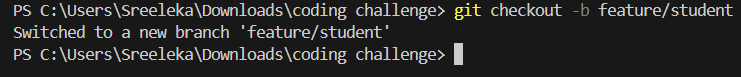 PS C:\Users\Sreeleka\Downloads\coding challenge> git checkout -b feature/student
Switched to a new branch 'feature/student'
PS C:\Users\Sreeleka\Downloads\coding challenge>